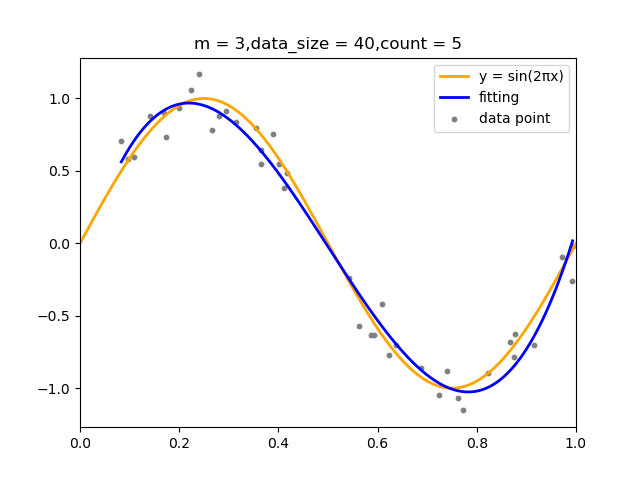 m = 3,data_size = 40,count = 5
y = sin(2πx)
fitting
data point
1.0
0.5
0.0
−0.5
−1.0
0.0 0.2 0.4 0.6 0.8 1.0